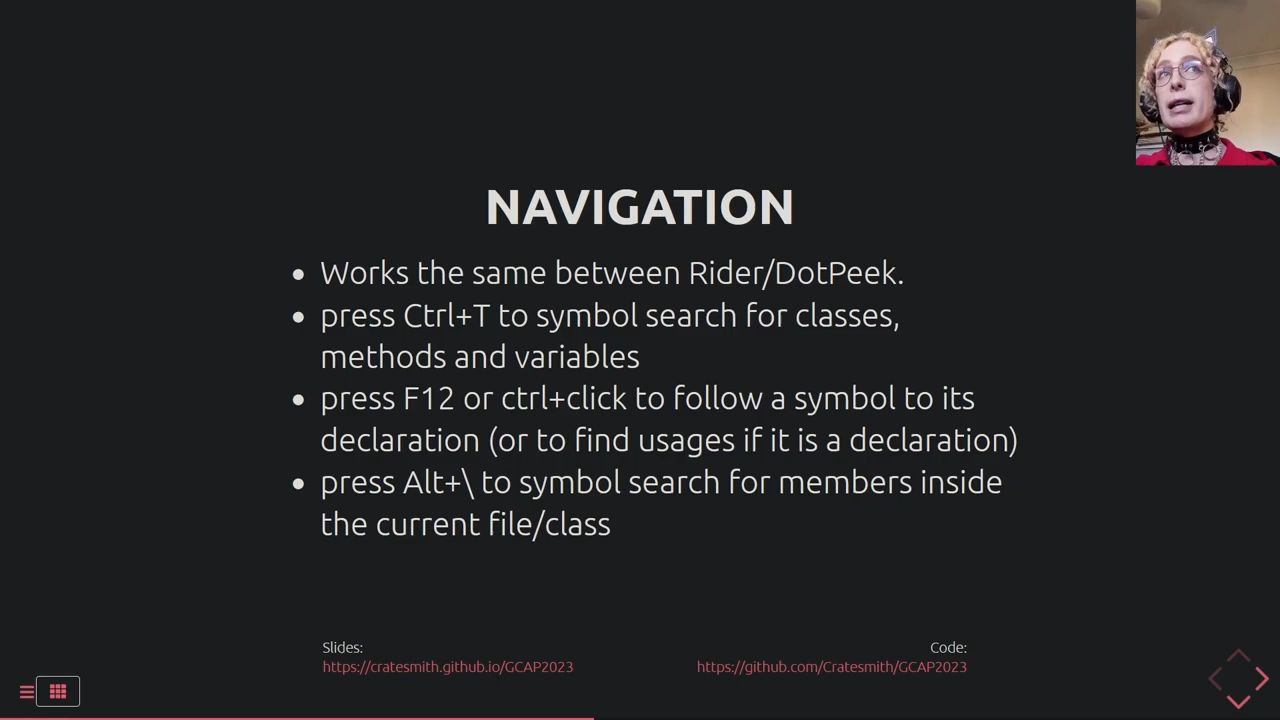 NAVIGATION
• Works the same between Rider/DotPeek.
• press Ctrl+T to symbol search for classes,
methods and variables
• press F12 or ctrl+click to follow a symbol to its
declaration (or to find usages if it is a declaration)
• press Alt+\ to symbol search for members inside
the current file/class
Slides:
https://cratesmith.github.io/GCAP2023
Code:
https://github.com/Cratesmith/GCAP2023